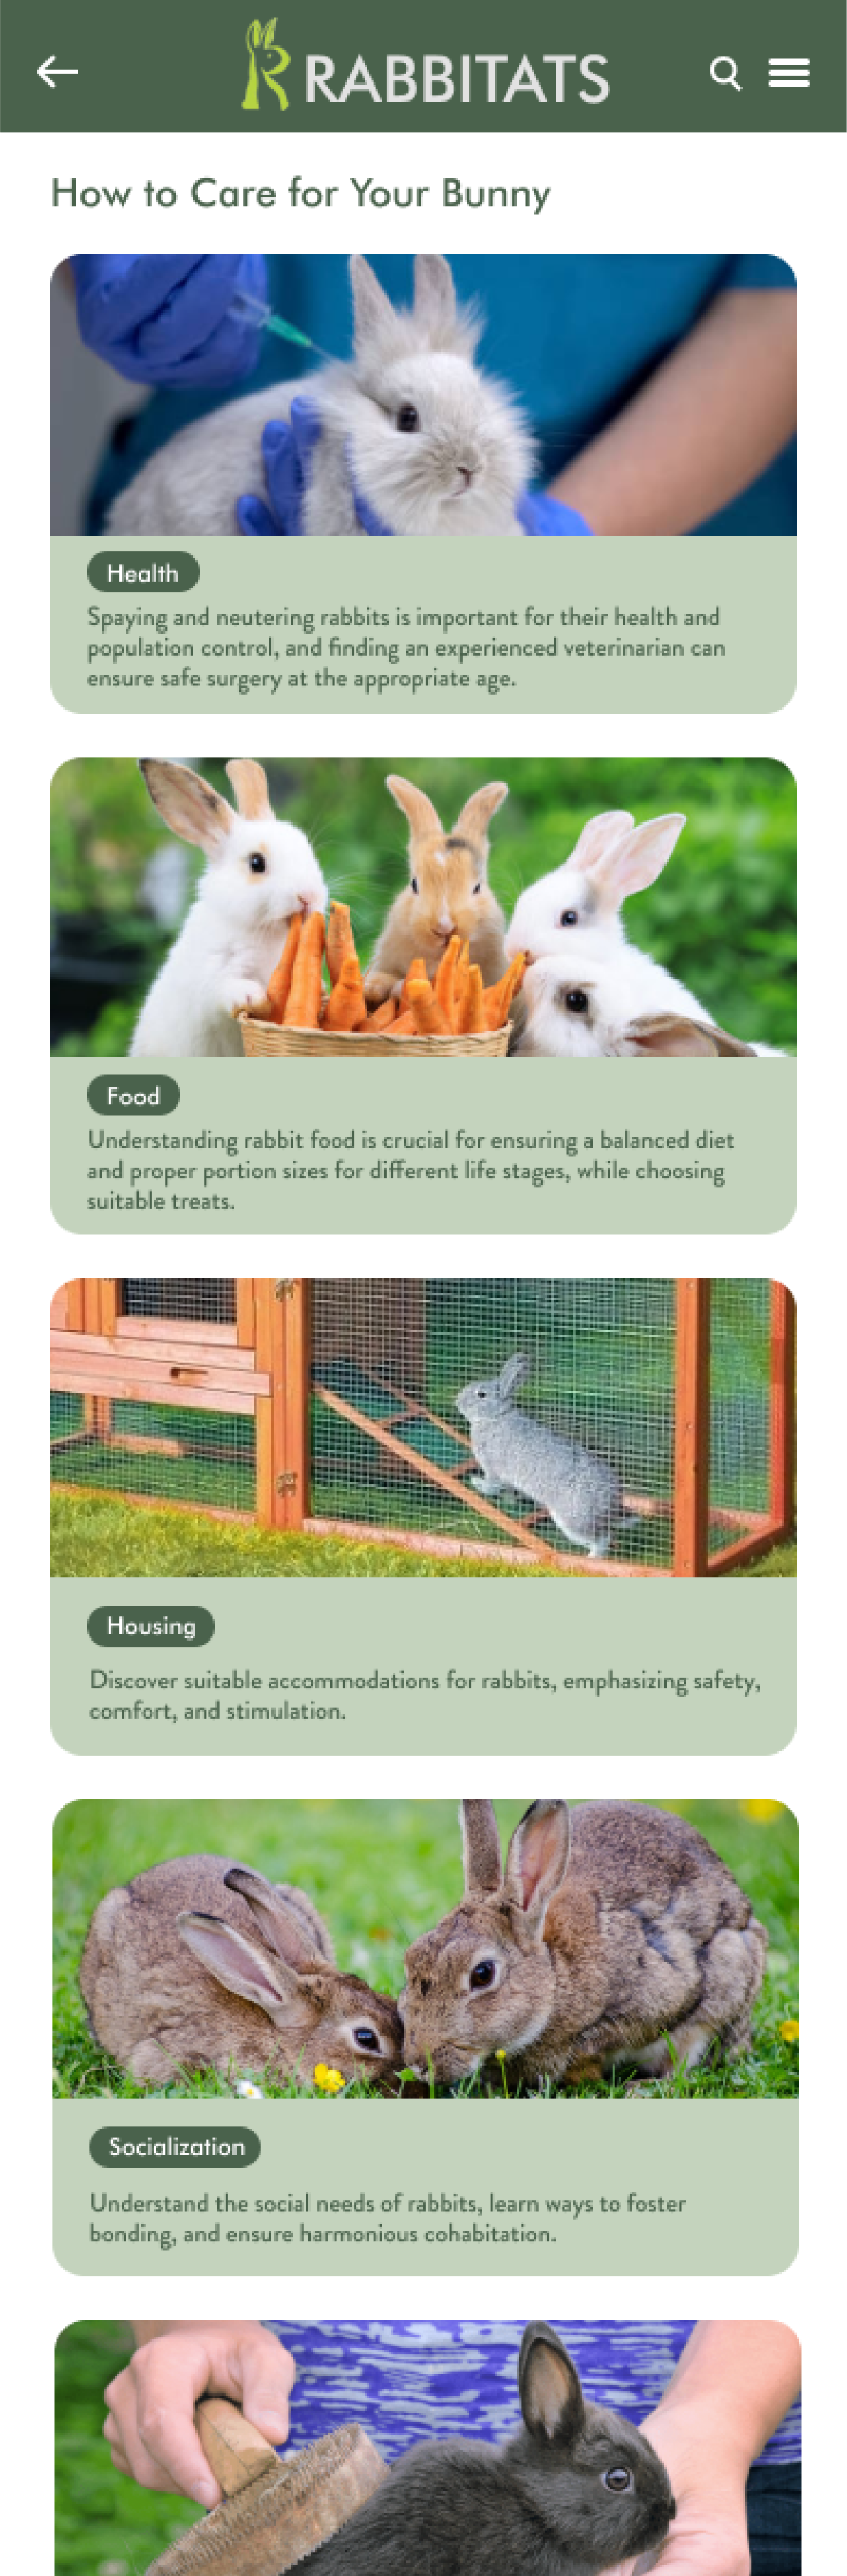 RABBITATS
How to Care for Your Bunny
Health
Spaying and neutering rabbits is important for their health and
population control, and finding an experienced veterinarian can
ensure safe surgery at the appropriate age.
Food
Understanding rabbit food is crucial for ensuring a balanced diet
and proper portion sizes for different life stages, while choosing
suitable treats.
Housing
Discover suitable accommodations for rabbits, emphasizing safety,
comfort, and stimulation.
Socialization
Understand the social needs of rabbits, learn ways to foster
bonding, and ensure harmonious cohabitation.